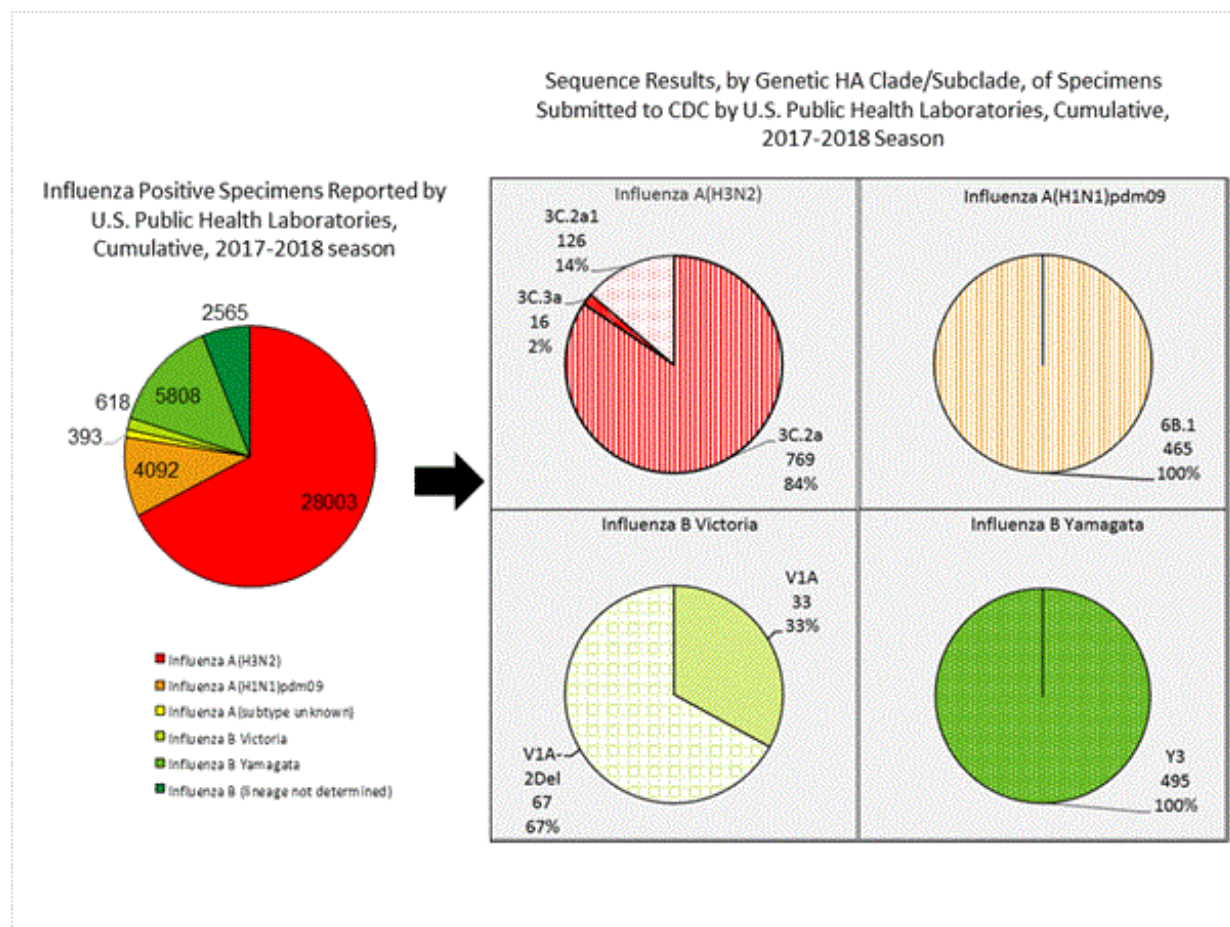 Sequence Results, by Genetic HA Clade/Subclade, of Specimens
Submitted to CDC by U.S. Public Health Laboratories, Cumulative,
2017-2018 Season
Influenza Positive Specimens Reported by
U.S. Public Health Laboratories,
Cumulative, 2017-2018 season
2565
5808
618
393
4092
28003
Influenza A(H3N2)
Influenza A(H1N1)pdm09
Influenza A(subtype unknown)
Influenza B Victoria
Influenza B Yamagata
Influenza B (lineage not determined)
Influenza A(H3N2)
3C.2a1
126
14%
3C.3a
16
2%
3C.2a
769
84%
Influenza A(H1N1)pdm09
6B.1
465
100%
Influenza B Victoria
V1A
33
33%
V1A-
2Del
67
67%
Influenza B Yamagata
Y3
495
100%